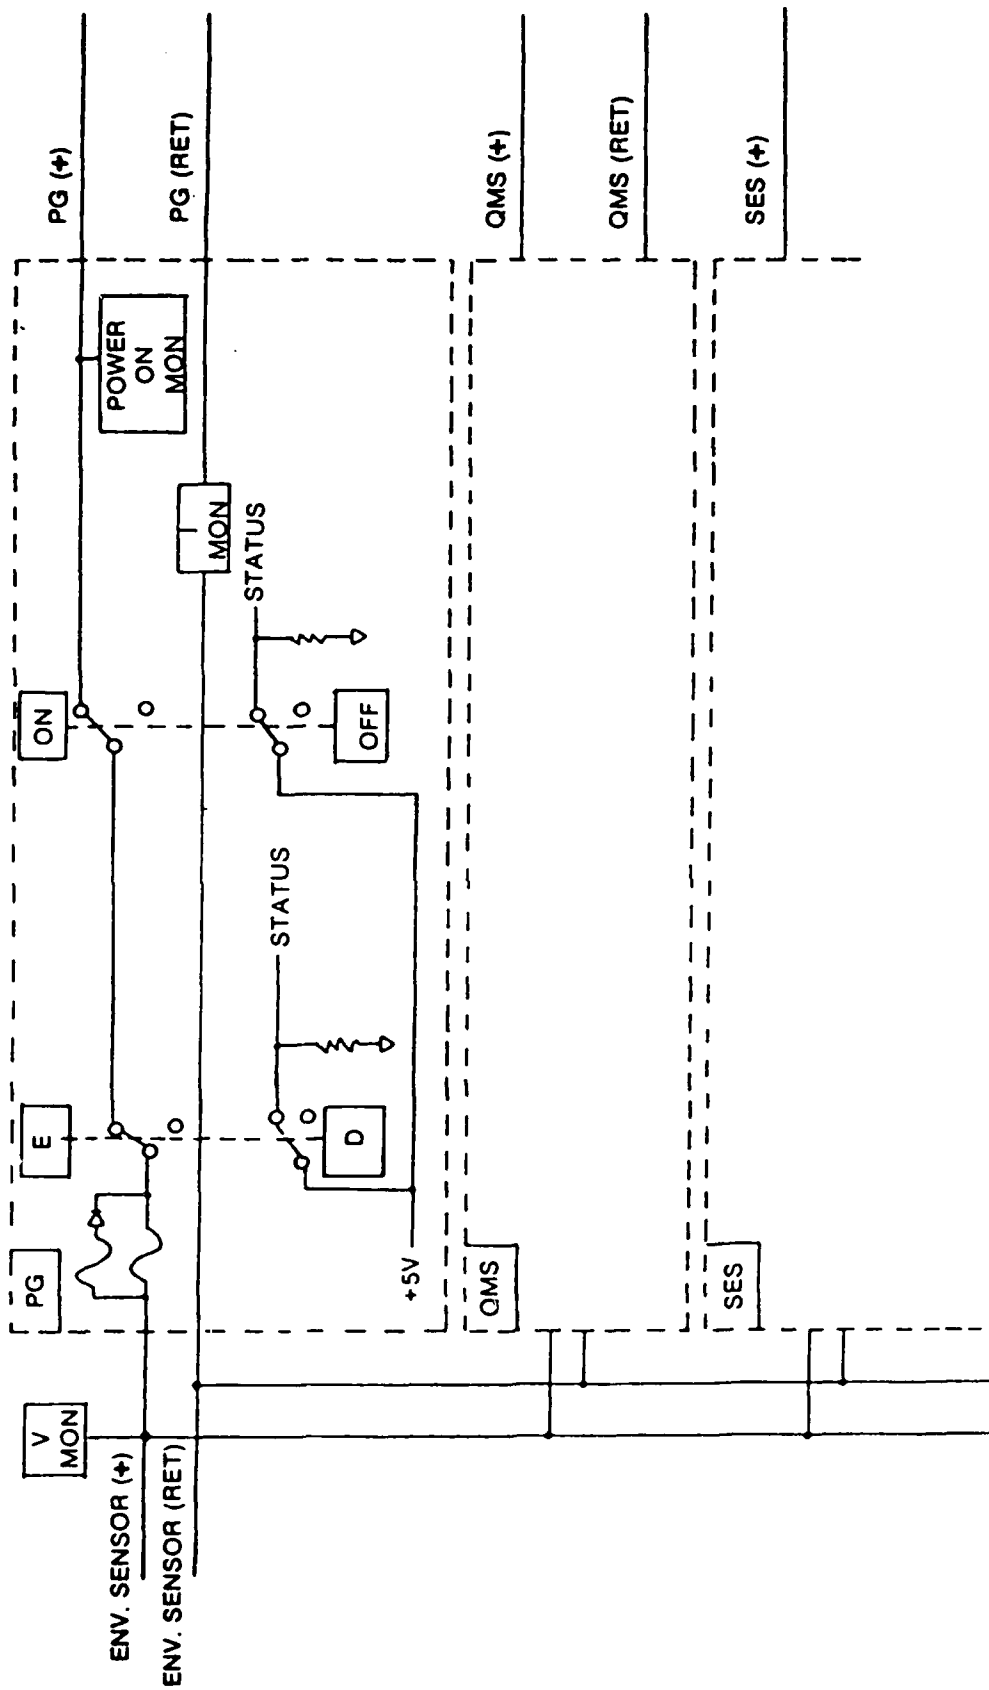 V
MON
ENV. SENSOR (+)
ENV. SENSOR (RET)
PG
E
ON
POWER
ON
MON
PG (+)
I
MON
PG (RET)
STATUS
STATUS
D
OFF
+5V
QMS
QMS (+)
QMS (RET)
SES
SES (+)